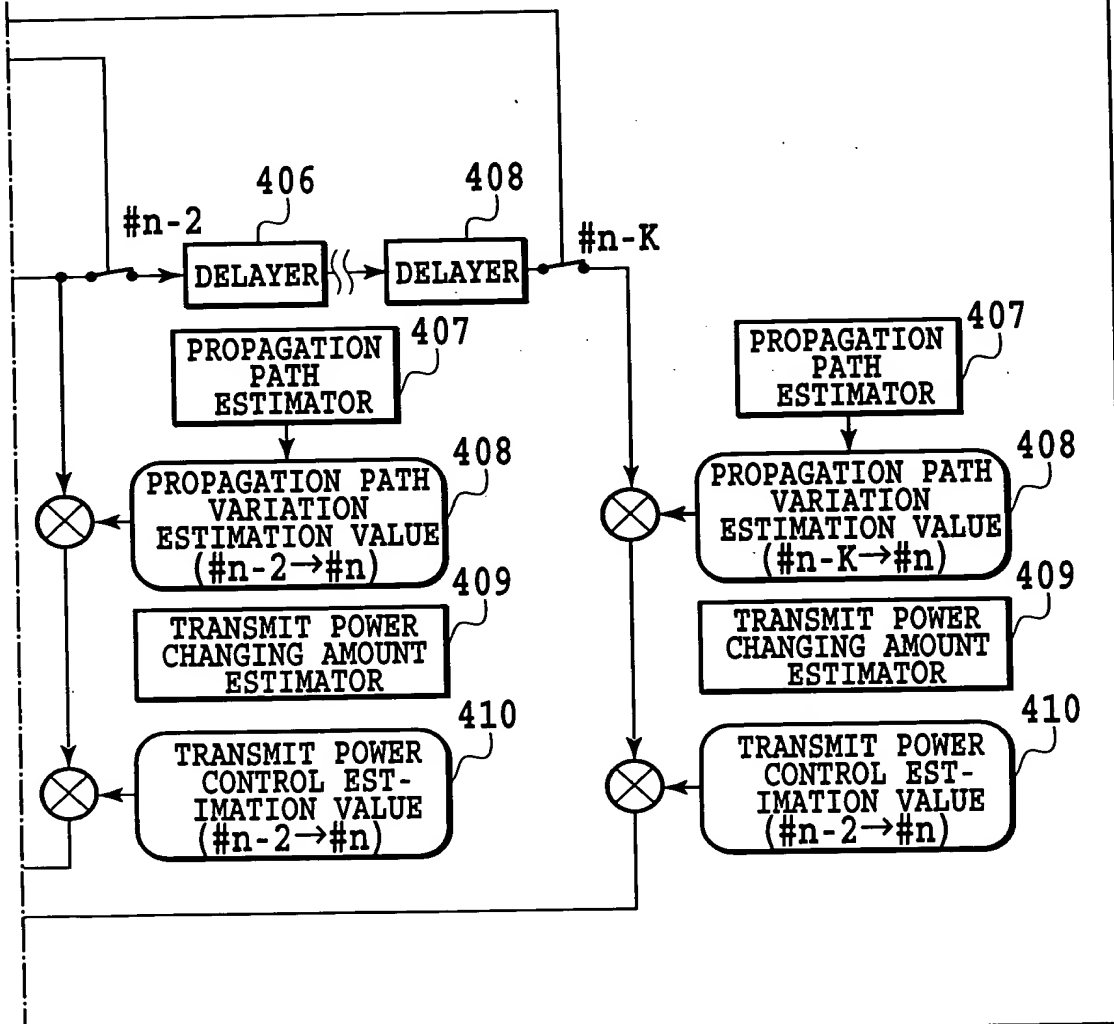 406
408
#n-2
#n-K
DELAYER
DELAYER
407
PROPAGATION
PATH
ESTIMATOR
407
PROPAGATION
PATH
ESTIMATOR
408
PROPAGATION PATH
VARIATION
ESTIMATION VALUE
(#n-2→#n)
408
PROPAGATION PATH
VARIATION
ESTIMATION VALUE
(#n-K→#n)
409
TRANSMIT POWER
CHANGING AMOUNT
ESTIMATOR
409
TRANSMIT POWER
CHANGING AMOUNT
ESTIMATOR
410
TRANSMIT POWER
CONTROL EST-
IMATION VALUE
(#n-2→#n)
410
TRANSMIT POWER
CONTROL EST-
IMATION VALUE
(#n-2→#n)